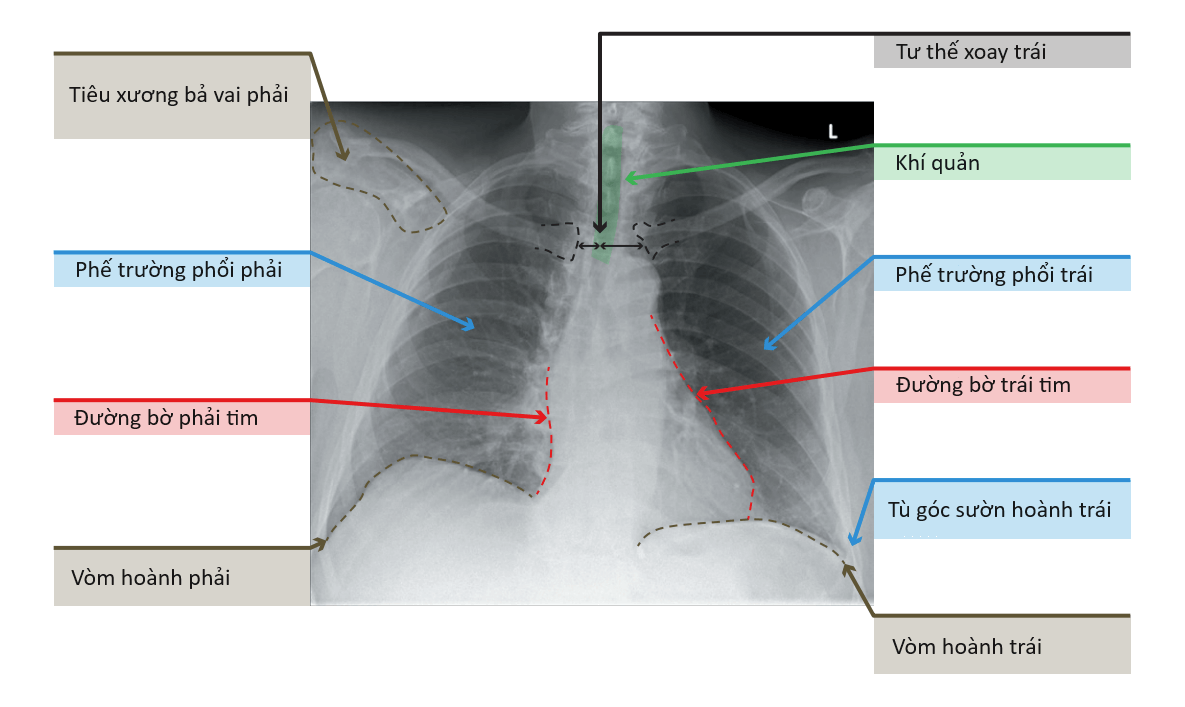 Tư thế xoay trái
Tiêu xương bả vai phải
L
Khí quản
Phế trường phổi phải
Phế trường phổi trái
Đường bờ trái tim
Đường bờ phải tim
Tù góc sườn hoành trái
Vòm hoành phải
Vòm hoành trái